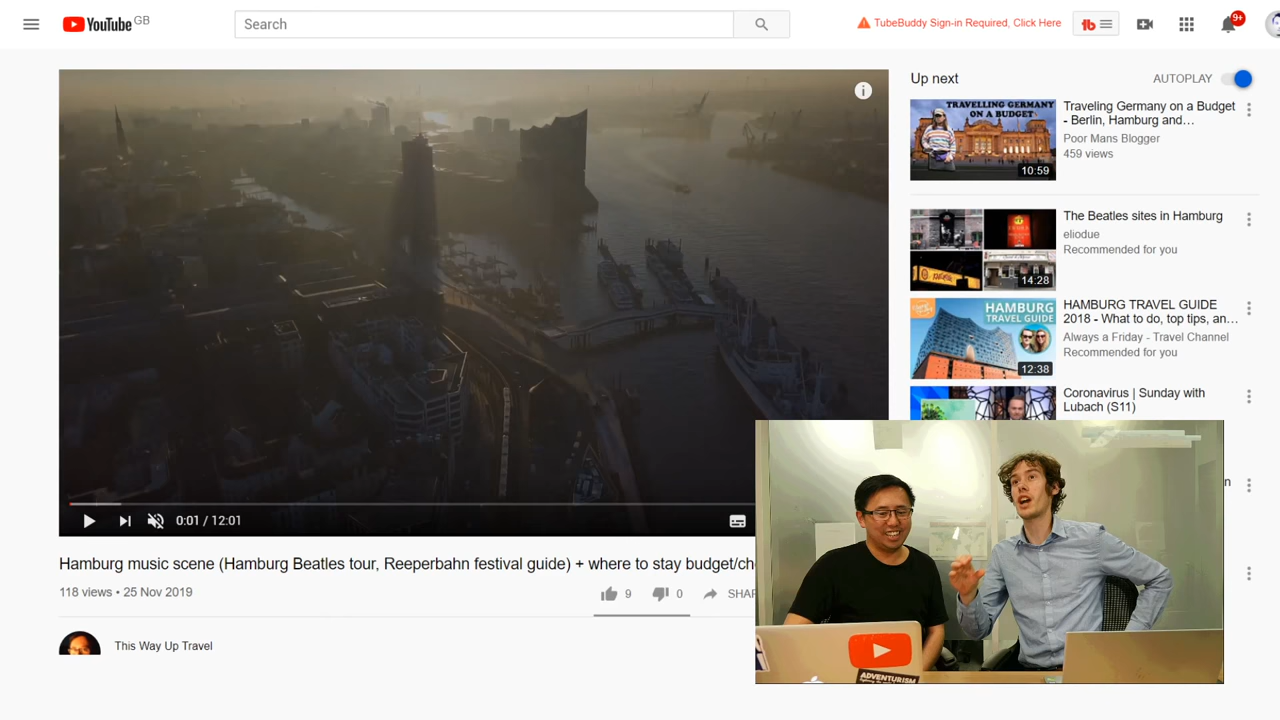 YouTube GB
Search
TubeBuddy Sign-in Required, Click Here
tb
9+
Up next
AUTOPLAY
TRAVELLING GERMANY
ON A BUDGET
10:59
Traveling Germany on a Budget
- Berlin, Hamburg and…
Poor Mans Blogger
459 views
14:28
The Beatles sites in Hamburg
eliodue
Recommended for you
HAMBURG
TRAVEL GUIDE
12:38
HAMBURG TRAVEL GUIDE
2018 - What to do, top tips, an…
Always a Friday - Travel Channel
Recommended for you
Coronavirus | Sunday with
Lubach (S11)
n
0:01 / 12:01
Hamburg music scene (Hamburg Beatles tour, Reeperbahn festival guide) + where to stay budget/ch
118 views • 25 Nov 2019
9
0
SHAR
This Way Up Travel
ADVENTURISM